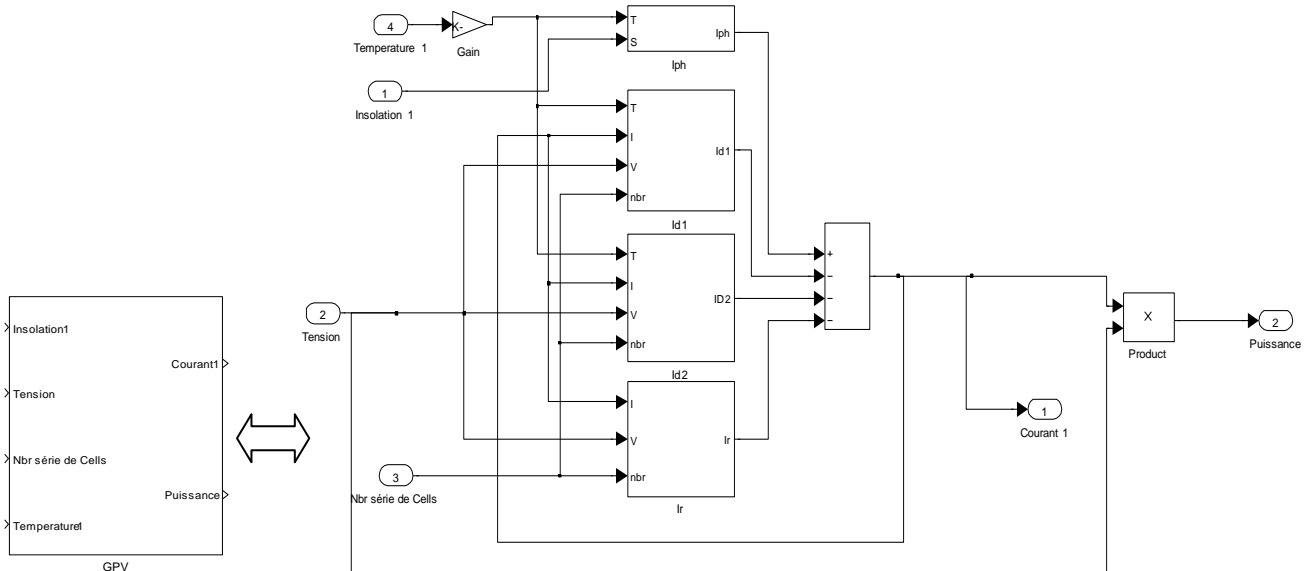 4
Temperature 1
K-
Gain
T
S
Iph
Iph
1
Insolation 1
T
I
V
nbr
Id1
Id1
T
I
V
nbr
ID2
Id2
I
V
nbr
Ir
Ir
2
Tension
3
Nbr série de Cells
+
−
−
−
X
Product
2
Puissance
1
Courant 1
Insolation1
Tension
Nbr série de Cells
Temperature1
Courant1
Puissance
GPV